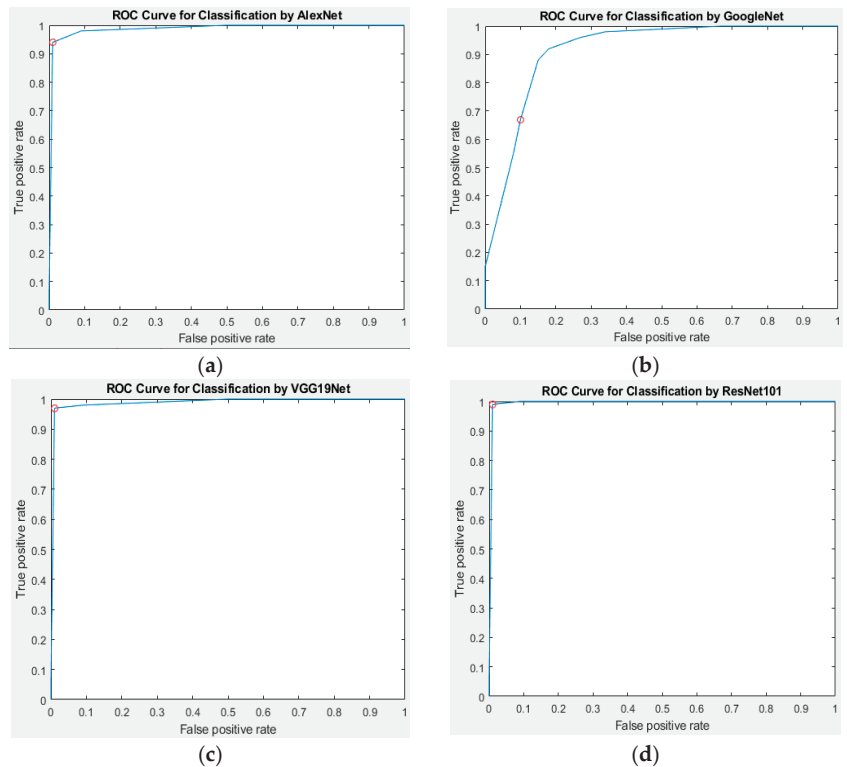 ROC Curve for Classification by AlexNet
True positive rate
1
0.9
0.8
0.7
0.6
0.5
0.4
0.3
0.2
0.1
0
0 0.1 0.2 0.3 0.4 0.5 0.6 0.7 0.8 0.9 1
False positive rate
(a)
ROC Curve for Classification by GoogleNet
True positive rate
1
0.9
0.8
0.7
0.6
0.5
0.4
0.3
0.2
0.1
0
0 0.1 0.2 0.3 0.4 0.5 0.6 0.7 0.8 0.9 1
False positive rate
(b)
ROC Curve for Classification by VGG19Net
True positive rate
1
0.9
0.8
0.7
0.6
0.5
0.4
0.3
0.2
0.1
0
0 0.1 0.2 0.3 0.4 0.5 0.6 0.7 0.8 0.9 1
False positive rate
(c)
ROC Curve for Classification by ResNet101
True positive rate
1
0.9
0.8
0.7
0.6
0.5
0.4
0.3
0.2
0.1
0
0 0.1 0.2 0.3 0.4 0.5 0.6 0.7 0.8 0.9 1
False positive rate
(d)